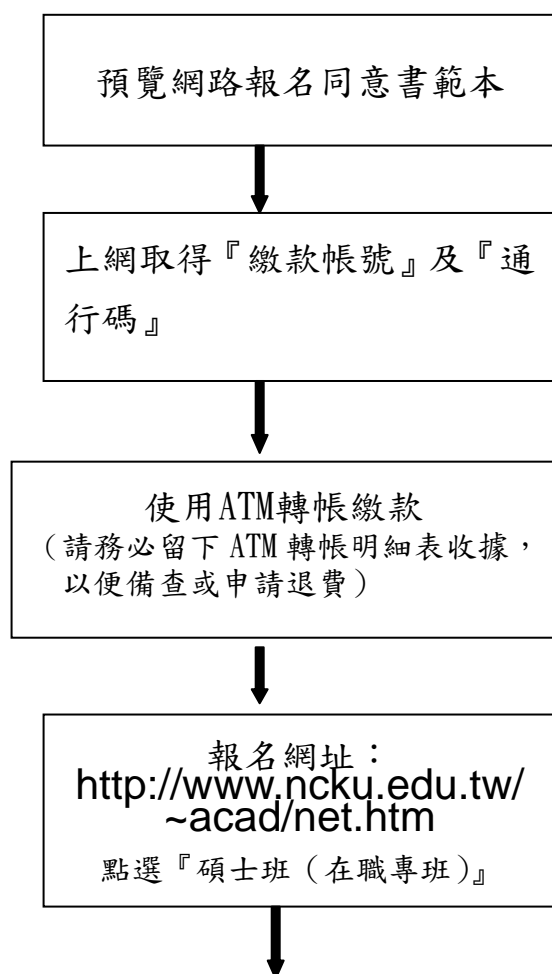 預覽網路報名同意書範本
上網取得『繳款帳號』及『通
行碼』
使用ATM轉帳繳款
（請務必留下 ATM 轉帳明細表收據，
以便備查或申請退費）
報名網址：
http://www.ncku.edu.tw/
~acad/net.htm
點選『碩士班（在職專班）』